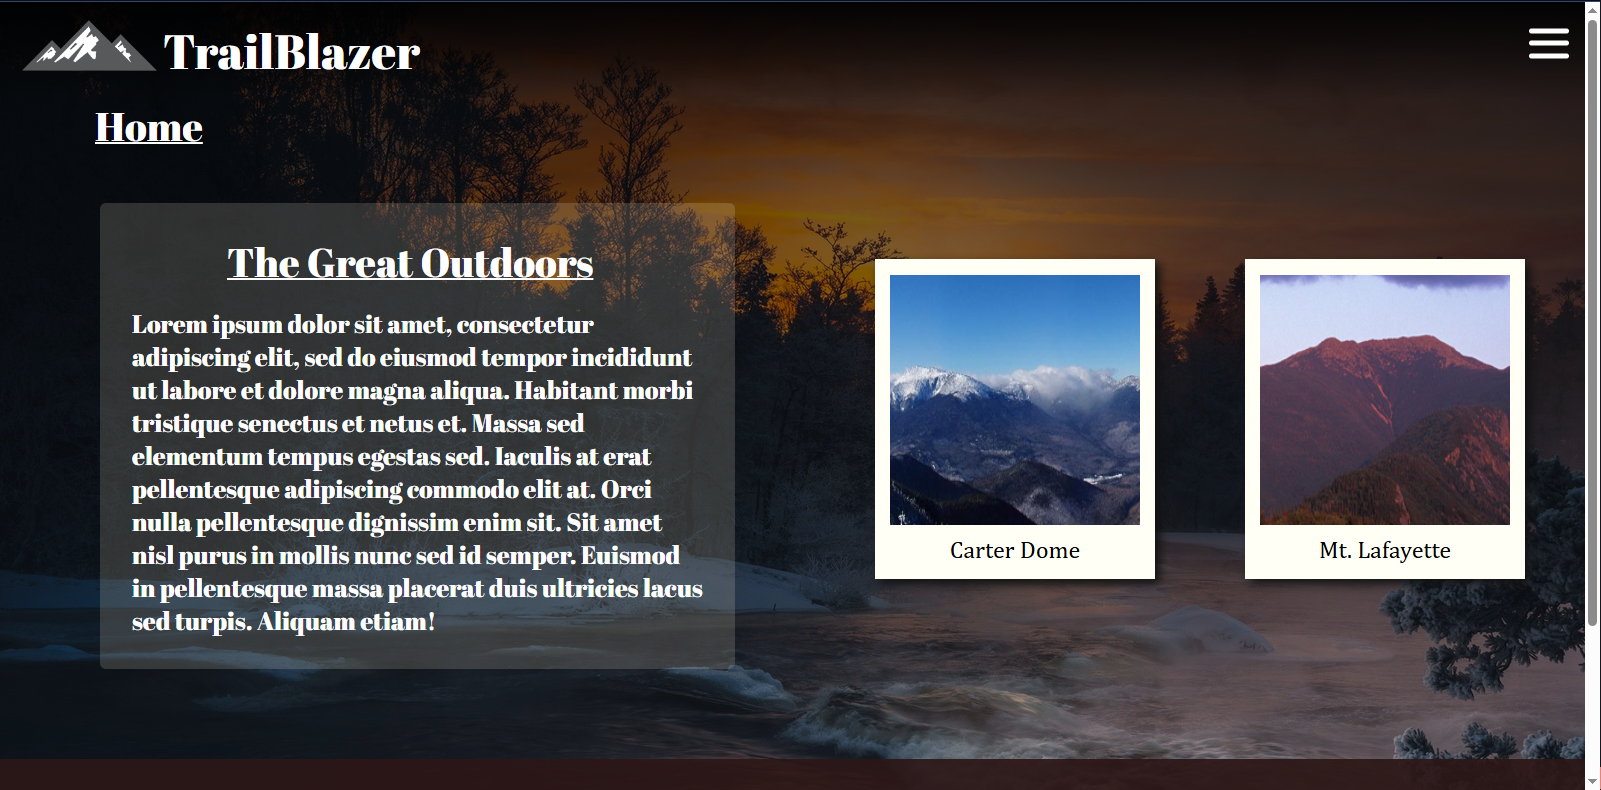 TrailBlazer
Home
The Great Outdoors
Lorem ipsum dolor sit amet, consectetur
adipiscing elit, sed do eiusmod tempor incididunt
ut labore et dolore magna aliqua. Habitant morbi
tristique senectus et netus et. Massa sed
elementum tempus egestas sed. Iaculis at erat
pellentesque adipiscing commodo elit at. Orci
nulla pellentesque dignissim enim sit. Sit amet
nisl purus in mollis nunc sed id semper. Euismod
in pellentesque massa placerat duis ultricies lacus
sed turpis. Aliquam etiam!
Carter Dome
Mt. Lafayette